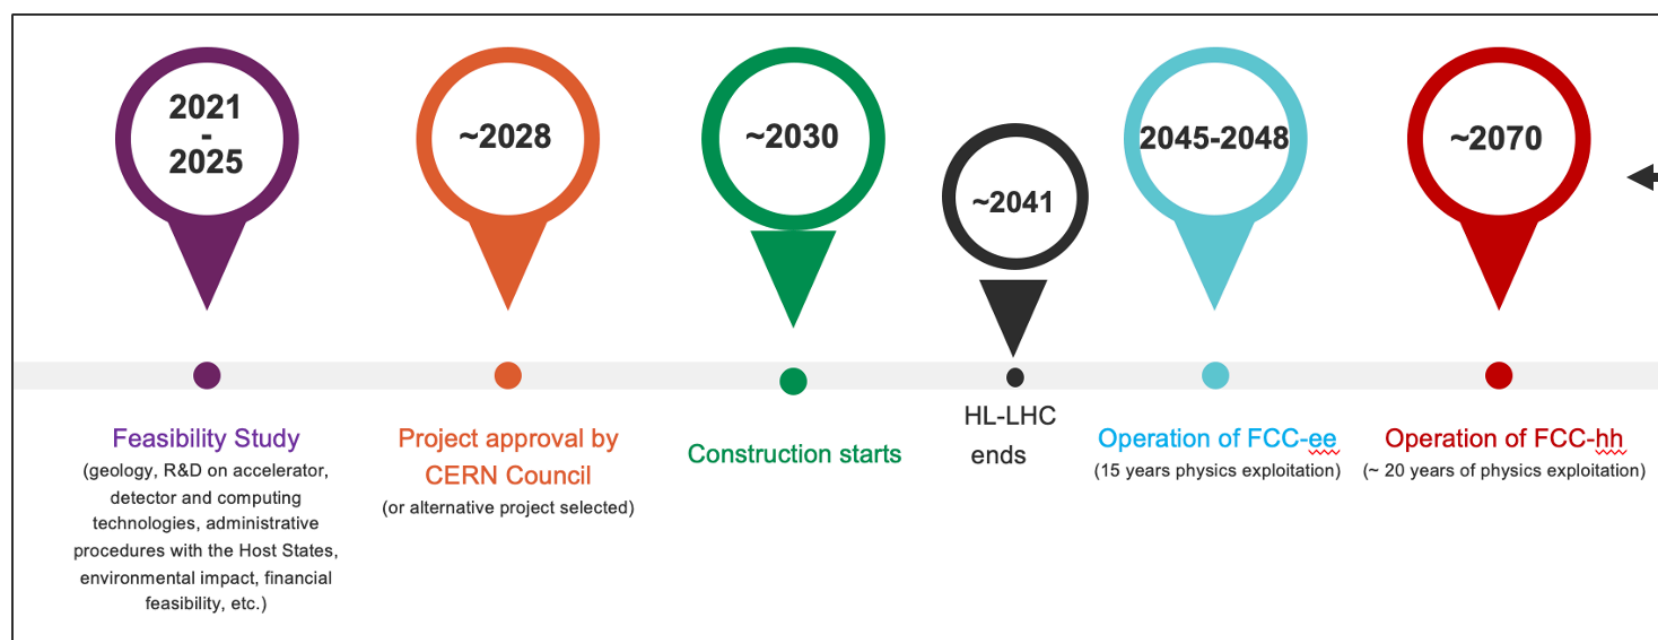 2021
-
2025
~2028
~2030
~2041
2045-2048
~2070
Feasibility Study
(geology, R&D on accelerator,
detector and computing
technologies, administrative
procedures with the Host States,
environmental impact, financial
feasibility, etc.)
Project approval by
CERN Council
(or alternative project selected)
Construction starts
HL-LHC
ends
Operation of FCC-ee
(15 years physics exploitation)
Operation of FCC-hh
(~ 20 years of physics exploitation)